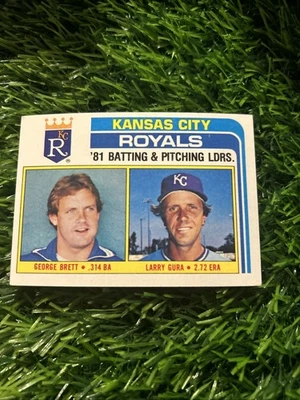 KC
R
KANSAS CITY
ROYALS
'81 BATTING & PITCHING LDRS.
KC
GEORGE BRETT • .314 BA
LARRY GURA • 2.72 ERA